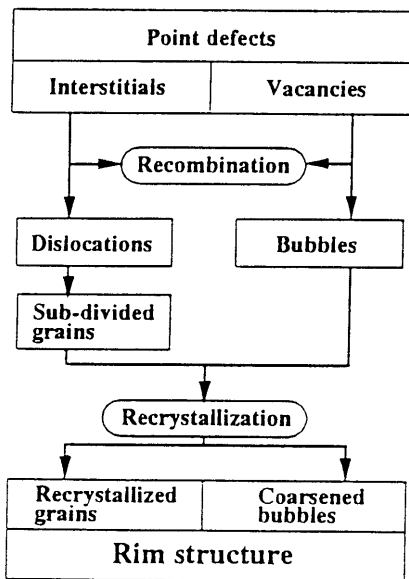 Point defects
Interstitials
Vacancies
Recombination
Dislocations
Bubbles
Sub-divided
grains
Recrystallization
Recrystallized
grains
Coarsened
bubbles
Rim structure